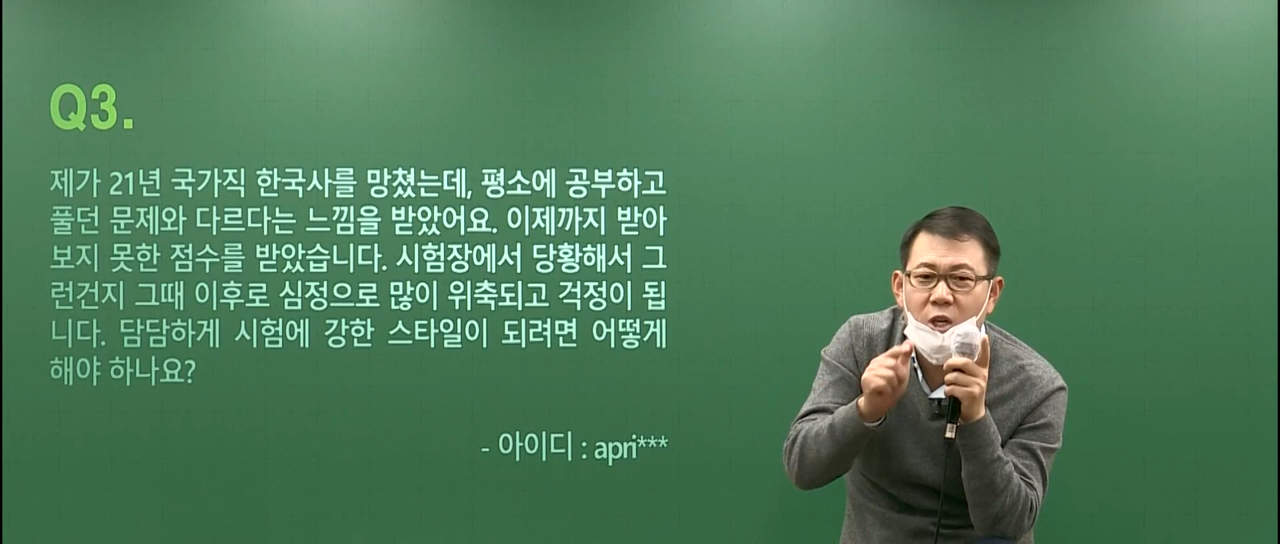 Q3.
제가 21년 국가직 한국사를 망쳤는데, 평소에 공부하고
풀던 문제와 다르다는 느낌을 받았어요. 이제까지 받아
보지 못한 점수를 받았습니다. 시험장에서 당황해서 그
런건지 그때 이후로 심정으로 많이 위축되고 걱정이 됩
니다. 담담하게 시험에 강한 스타일이 되려면 어떻게
해야 하나요?
- 아이디 : apri***